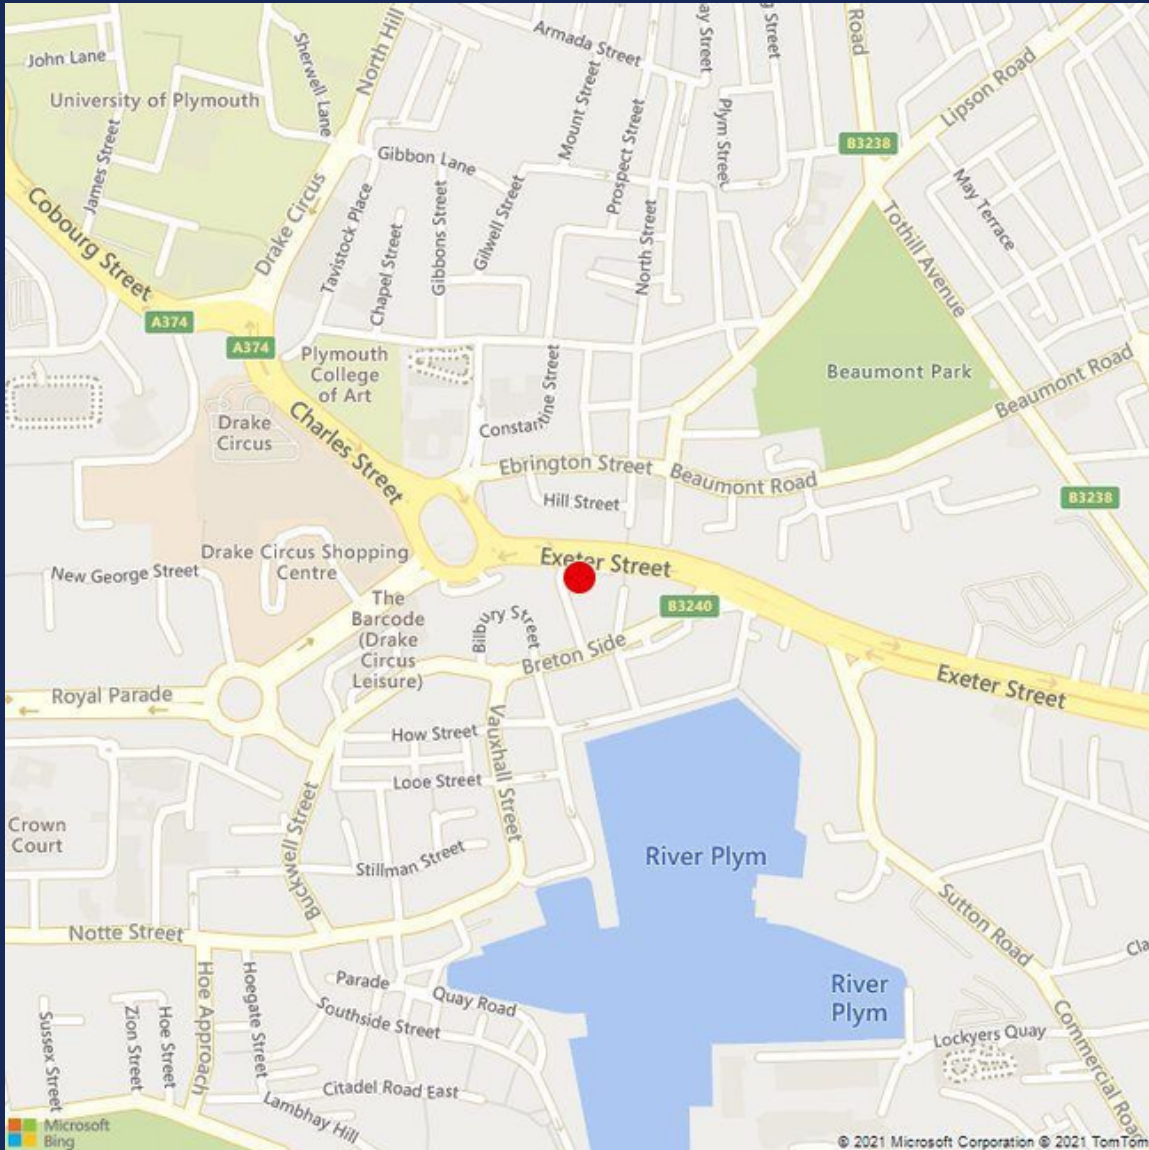 Armada Street
Road
John Lane
Sherwell Lane
North Hill
Lipson Road
University of Plymouth
Mount Street
Plym Street
B3238
James Street
Gibbon Lane
Prospect Street
May Terrace
Cobourg Street
Drake Circus
Tavistock Place
Chapel Street
Gibbons Street
Gilwell Street
North Street
Tothill Avenue
A374
A374
Plymouth
College
of Art
Beaumont Park
Beaumont Road
Drake
Circus
Charles Street
Constantine Street
Ebrington Street
Beaumont Road
Hill Street
B3238
Drake Circus Shopping
Centre
Exeter Street
New George Street
The
Barcode
(Drake
Circus
Leisure)
Bilbury Street
B3240
Breton Side
Royal Parade
Exeter Street
How Street
Vauxhall Street
Looe Street
Crown
Court
Buckwell Street
Stillman Street
River Plym
Sutton Road
Notte Street
Hoe Approach
Hoegate Street
Parade
Quay Road
River
Plym
Southside Street
Sussex Street
Zion Street
Hoe Street
Lockyers Quay
Commercial Road
Citadel Road East
Lambhay Hill
Microsoft
Bing
© 2021 Microsoft Corporation © 2021 TomTom